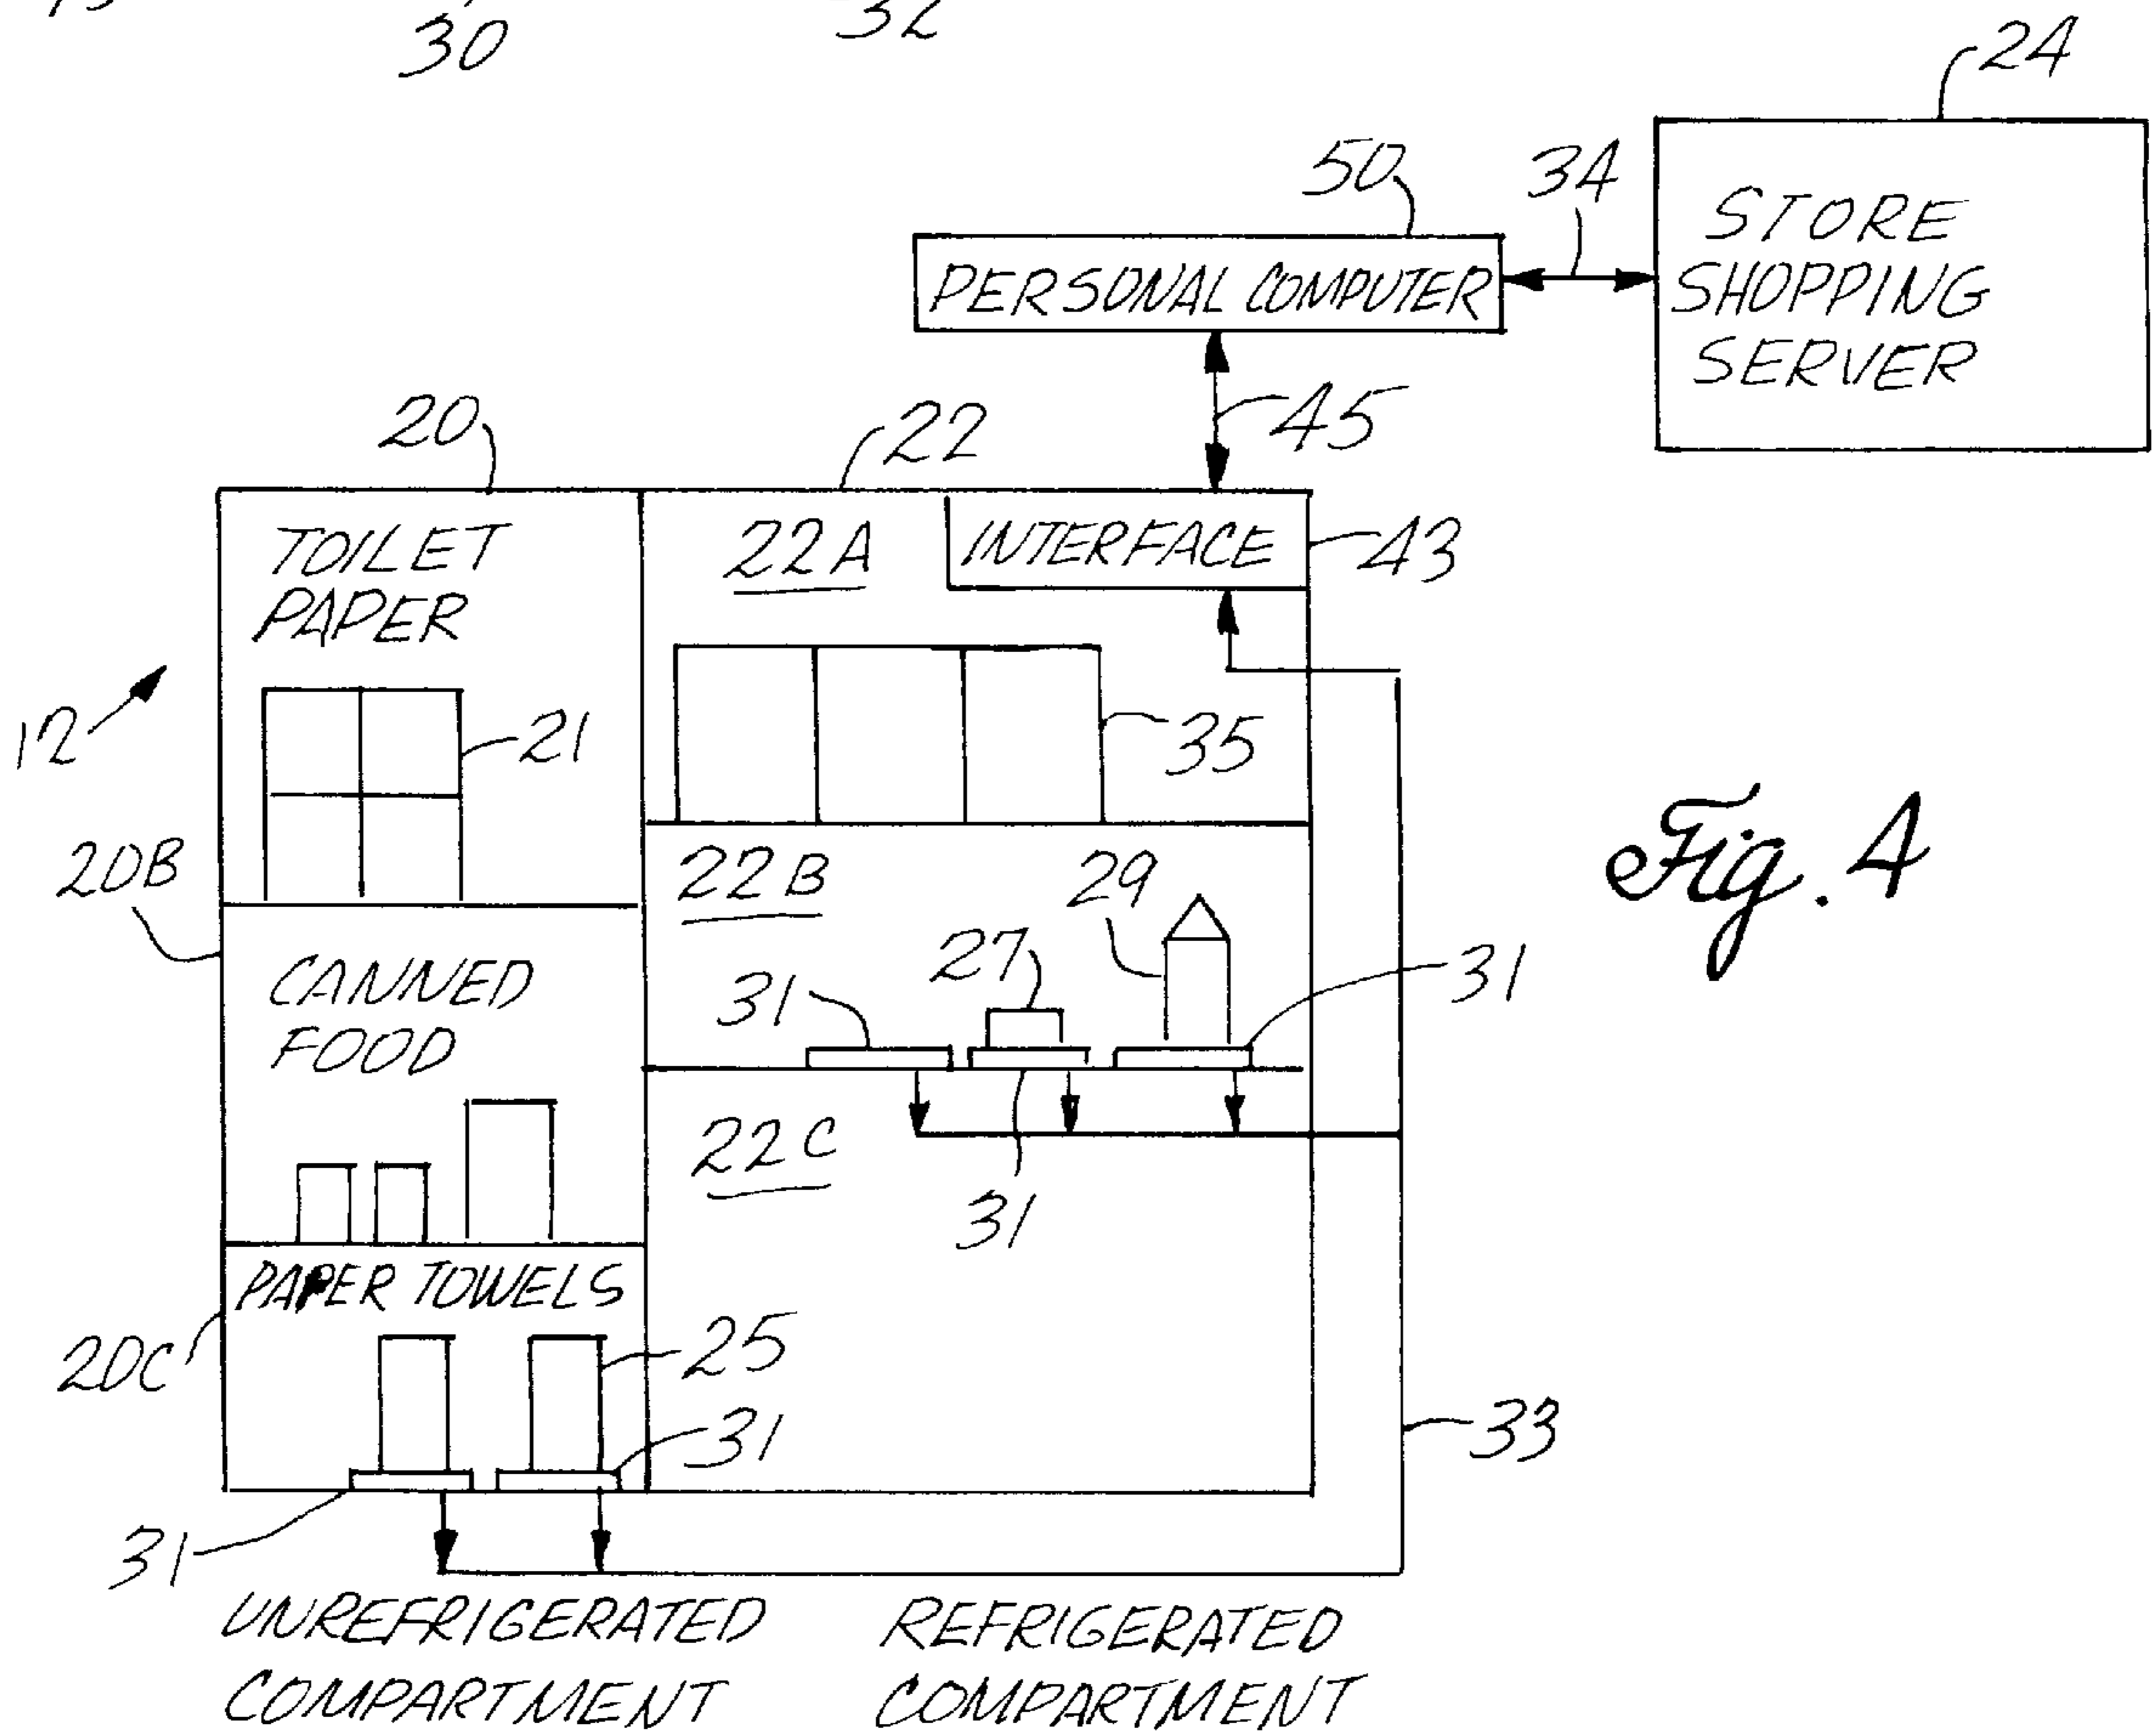 30
32
24
50
34
STORE
SHOPPING
SERVER
PERSONAL COMPUTER
45
20
22
TOILET
PAPER
22A
INTERFACE
43
12
21
35
Fig. 4
20B
22B
29
27
31
31
CANNED
FOOD
22C
31
PAPER TOWELS
20C
25
31
33
31
UNREFRIGERATED
COMPARTMENT
REFRIGERATED
COMPARTMENT